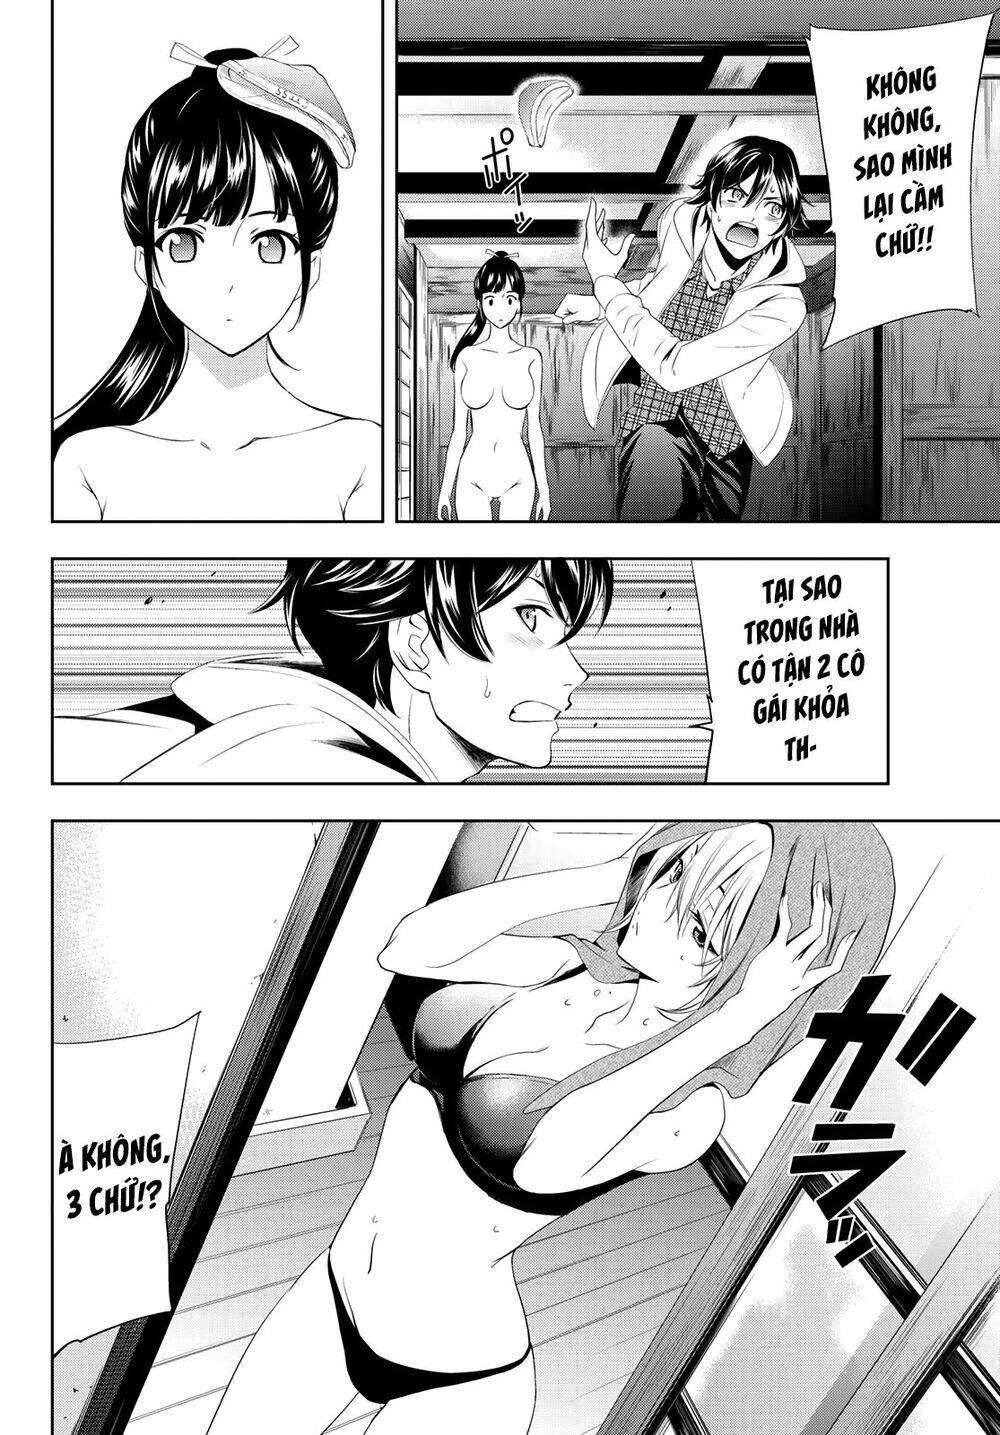 KHÔNG
KHÔNG,
SAO MÌNH
LẠI CẦM
CHỨ!!
ポイッ
TẠI SAO
TRONG NHÀ
CÓ TẬN 2 CÔ
GÁI KHỎA
TH-
ガラッ
À KHÔNG,
3 CHỨ!?